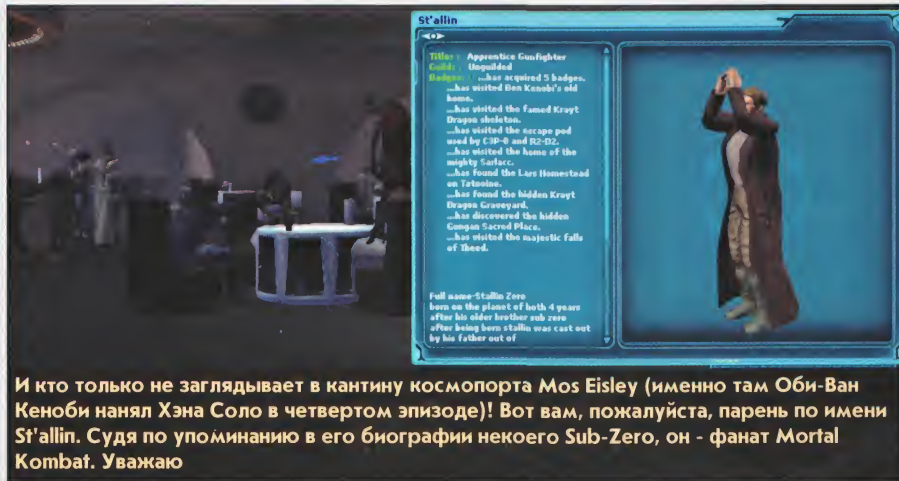 St'allin
Title: Apprentice Gunfighter
Guild: Unguilded
Badges: ...has acquired 5 badges.
...has visited Ben Kenobi's old
home.
...has visited the famed Krayt
Dragon skeleton.
...has visited the escape pod
used by C3P-0 and R2-D2.
...has visited the home of the
mighty Sarlacc.
...has found the Lars Homestead
on Tatooine.
...has found the hidden Krayt
Dragon Graveyard.
...has discovered the hidden
Gungan Sacred Place.
...has visited the majestic falls
of Theed.
Full name-Stallin Zero
born on the planet of hoth 4 years
after his older brother sub zero
after being born stallin was cast out
by his father out of
И кто только не заглядывает в кантину космопорта Mos Eisley (именно там Оби-Ван
Кеноби нанял Хэна Соло в четвертом эпизоде)! Вот вам, пожалуйста, парень по имени
St'allin. Судя по упоминанию в его биографии некоего Sub-Zero, он - фанат Mortal
Kombat. Уважаю